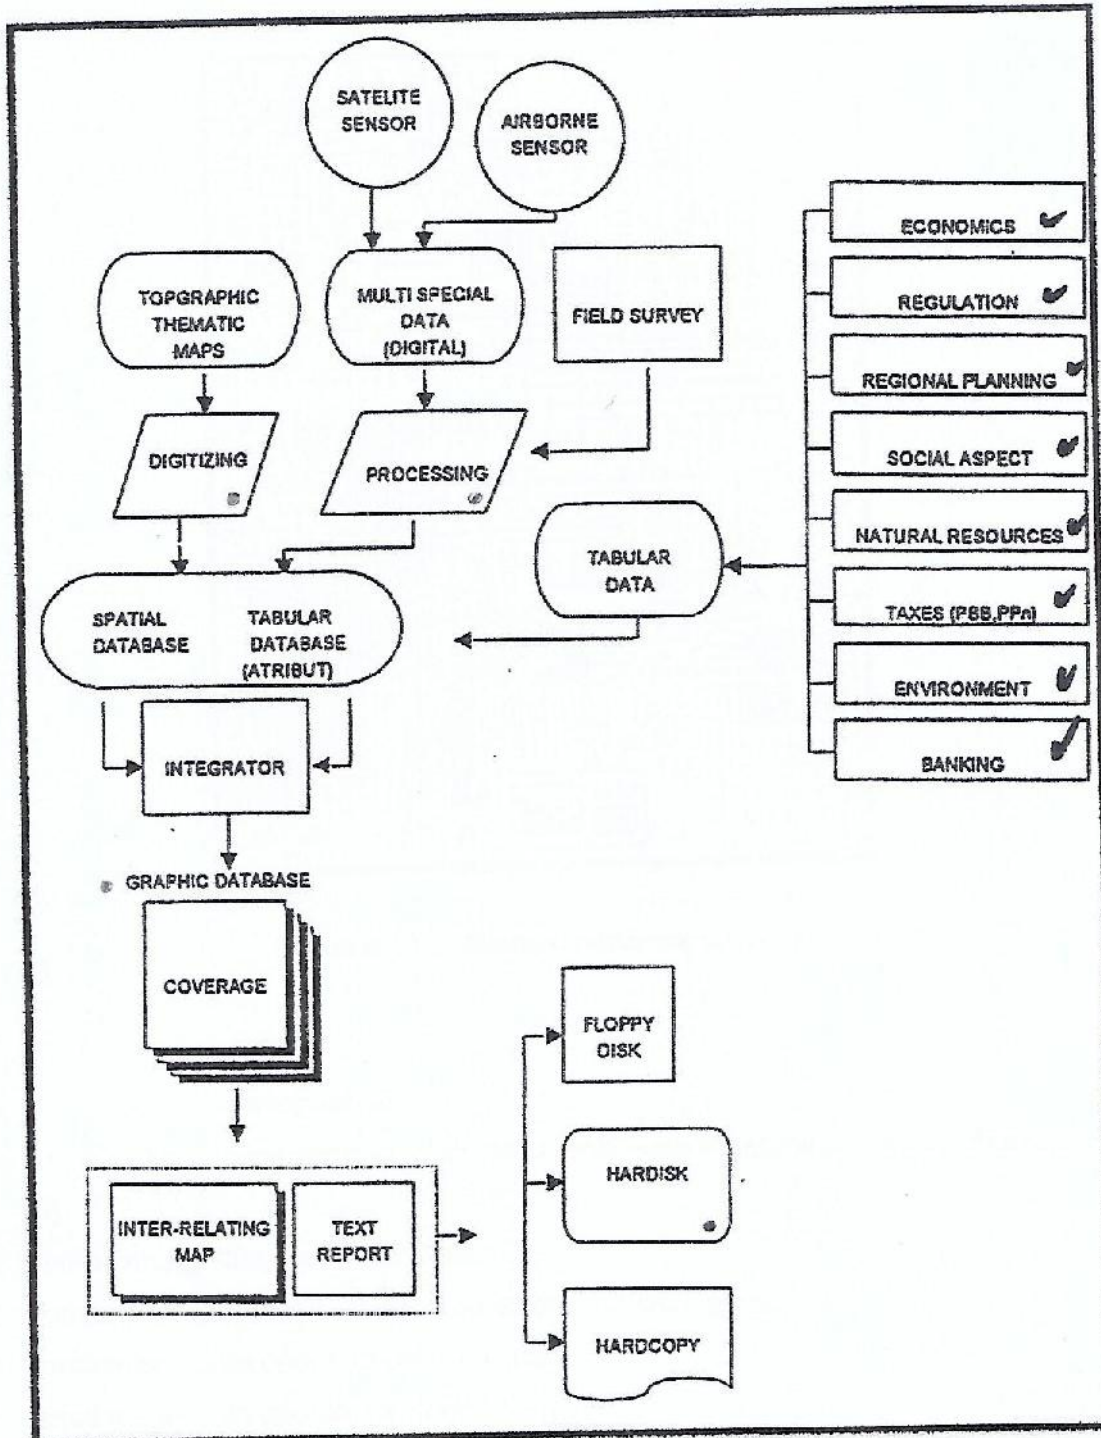 SATELITE
SENSOR
AIRBORNE
SENSOR
TOPGRAPHIC
THEMATIC
MAPS
MULTI SPECIAL
DATA
(DIGITAL)
FIELD SURVEY
ECONOMICS
REGULATION
REGIONAL PLANNING
SOCIAL ASPECT
NATURAL RESOURCES
TAXES (PBB,PPn)
ENVIRONMENT
BANKING
DIGITIZING
PROCESSING
TABULAR
DATA
SPATIAL
DATABASE
TABULAR
DATABASE
(ATRIBUT)
INTEGRATOR
GRAPHIC DATABASE
COVERAGE
INTER-RELATING
MAP
TEXT
REPORT
FLOPPY
DISK
HARDISK
HARDCOPY